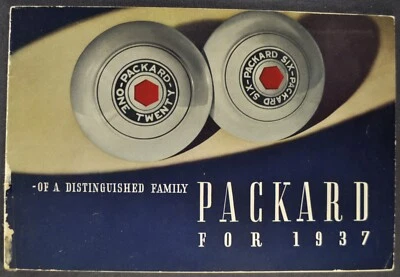 PACKARD
ONE TWENTY
PACKARD SIX
PACKARD SIX
-OF A DISTINGUISHED FAMILY
PACKARD
FOR 1937